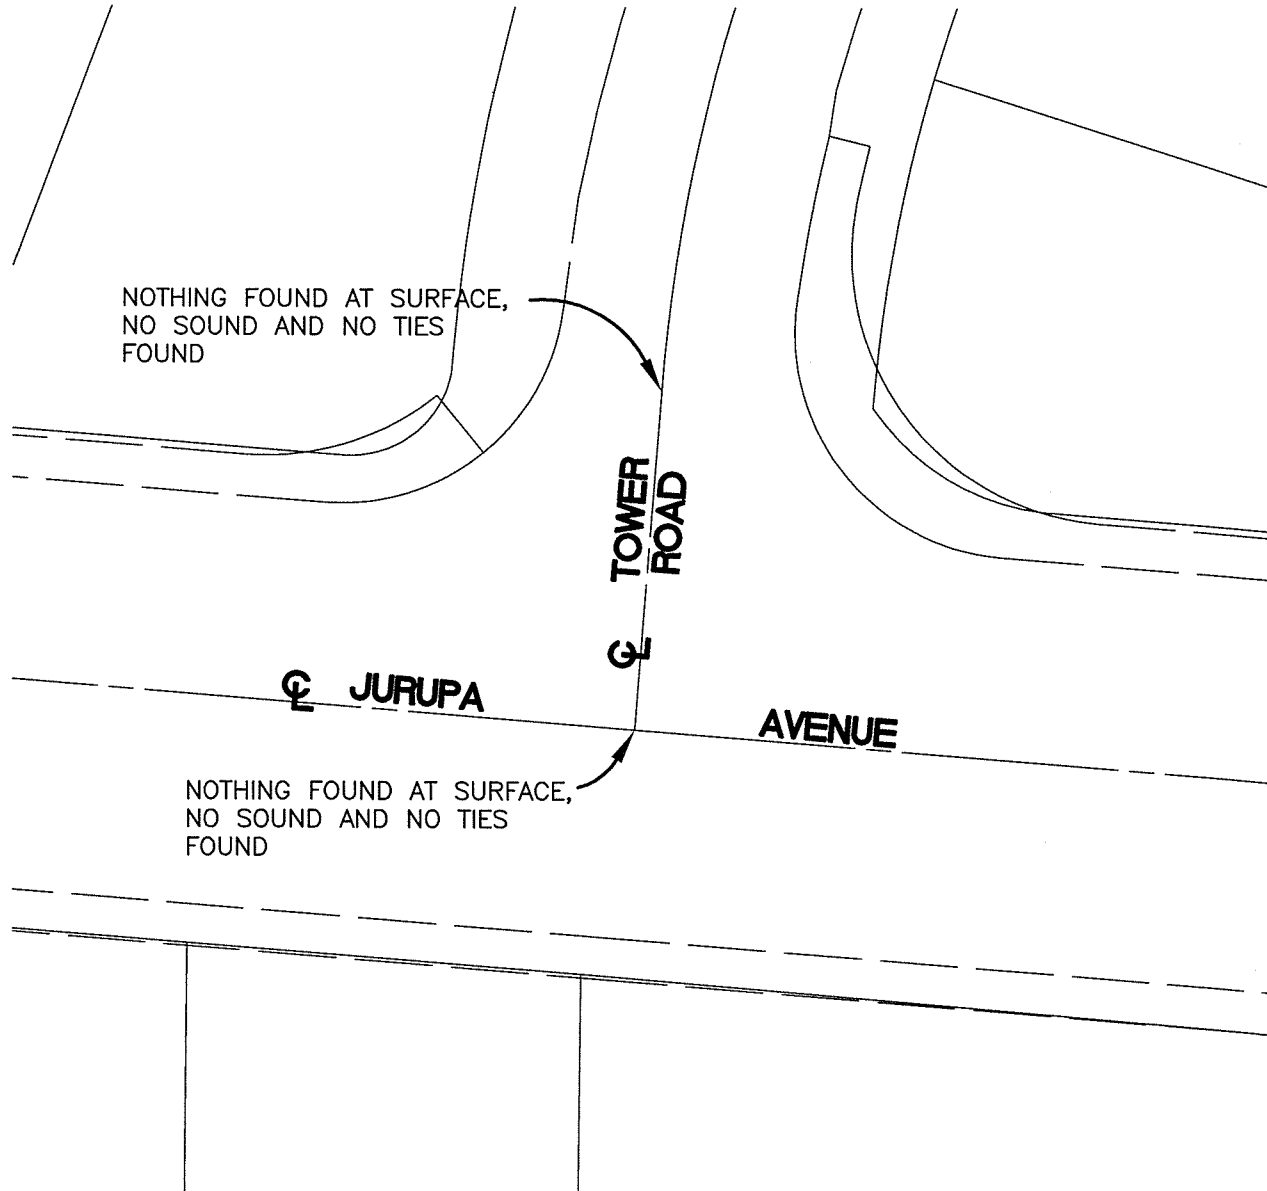 NOTHING FOUND AT SURFACE,
NO SOUND AND NO TIES
FOUND
TOWER
ROAD
℄
℄ JURUPA AVENUE
NOTHING FOUND AT SURFACE,
NO SOUND AND NO TIES
FOUND